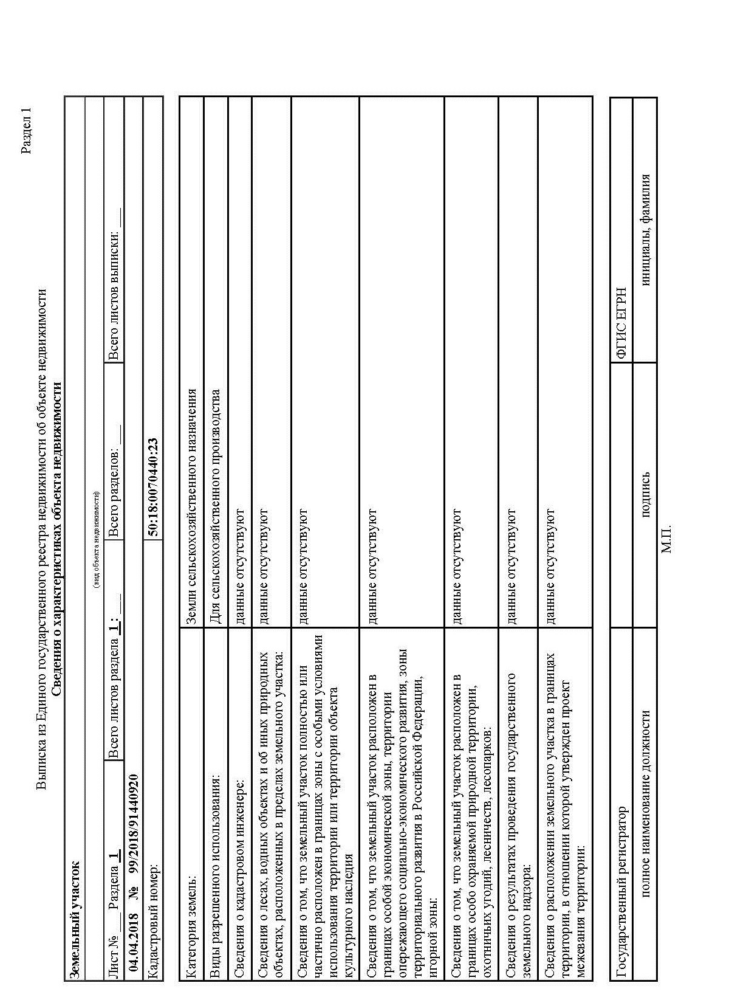 Раздел 1
Выписка из Единого государственного реестра недвижимости об объекте недвижимости
Сведения о характеристиках объекта недвижимости
Земельный участок
(вид объекта недвижимости)
Лист № ___ Раздела 1 Всего листов раздела 1 : ___ Всего разделов: ___ Всего листов выписки: ___
04.04.2018 № 99/2018/91440920
Кадастровый номер: 50:18:0070440:23
Категория земель: Земли сельскохозяйственного назначения
Виды разрешенного использования: Для сельскохозяйственного производства
Сведения о кадастровом инженере: данные отсутствуют
Сведения о лесах, водных объектах и об иных природных данные отсутствуют
объектах, расположенных в пределах земельного участка:
Сведения о том, что земельный участок полностью или данные отсутствуют
частично расположен в границах зоны с особыми условиями
использования территории или территории объекта
культурного наследия
Сведения о том, что земельный участок расположен в данные отсутствуют
границах особой экономической зоны, территории
опережающего социально-экономического развития, зоны
территориального развития в Российской Федерации,
игорной зоны:
Сведения о том, что земельный участок расположен в данные отсутствуют
границах особо охраняемой природной территории,
охотничьих угодий, лесничеств, лесопарков:
Сведения о результатах проведения государственного данные отсутствуют
земельного надзора:
Сведения о расположении земельного участка в границах данные отсутствуют
территории, в отношении которой утвержден проект
межевания территории:
Государственный регистратор ФГИС ЕГРН
полное наименование должности подпись инициалы, фамилия
М.П.